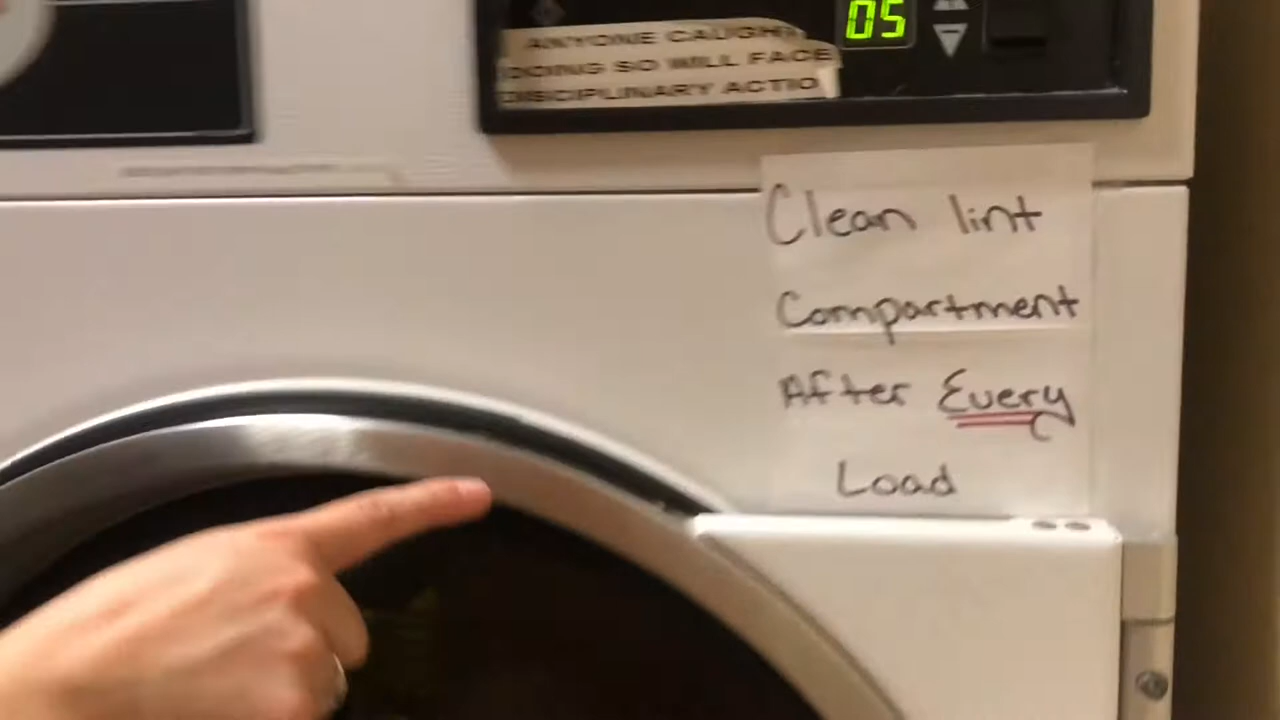 05
ANYONE CAUGHT
DOING SO WILL FACE
DISCIPLINARY ACTIO
Clean lint
Compartment
After Every
Load